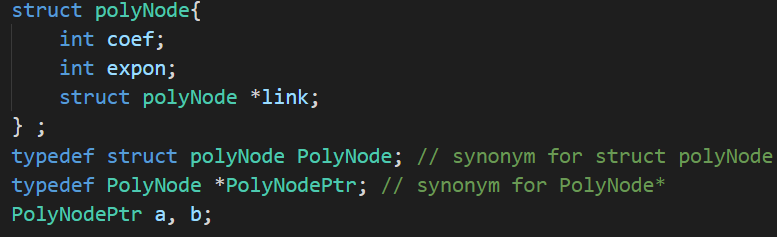 struct polyNode{
    int coef;
    int expon;
    struct polyNode *link;
} ;
typedef struct polyNode PolyNode; // synonym for struct polyNode
typedef PolyNode *PolyNodePtr; // synonym for PolyNode*
PolyNodePtr a, b;